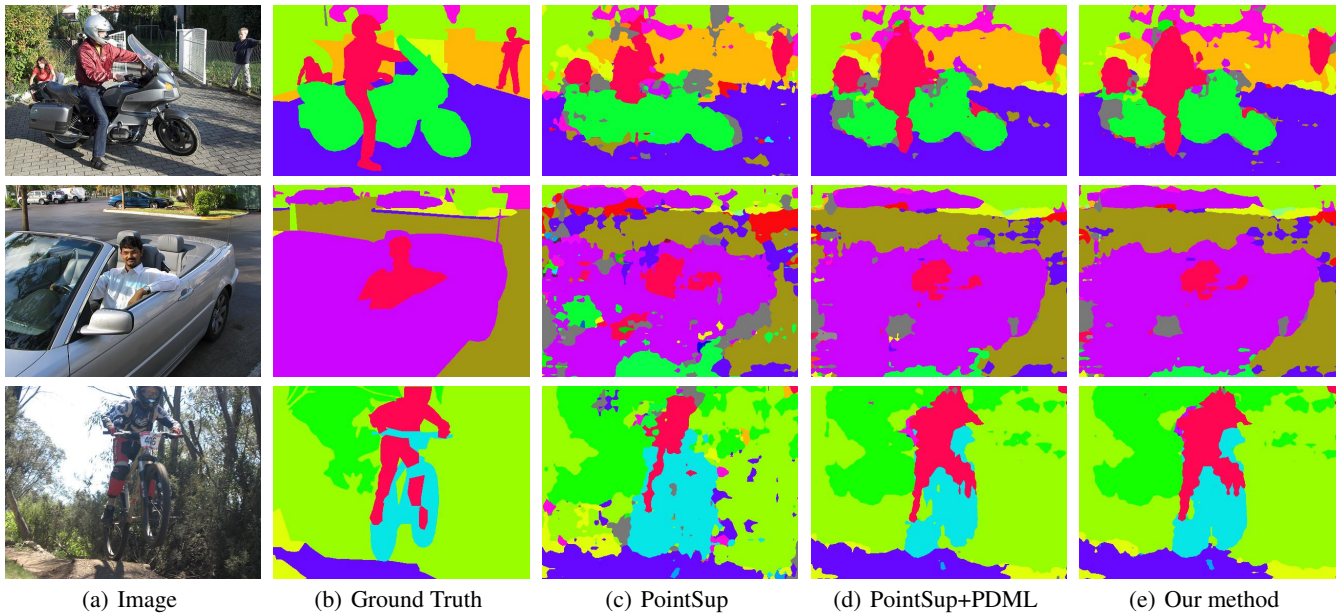 (a) Image
(b) Ground Truth
(c) PointSup
(d) PointSup+PDML
(e) Our method